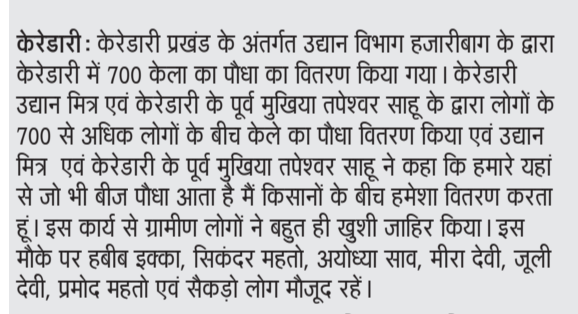 केरेडारी : केरेडारी प्रखंड के अंतर्गत उद्यान विभाग हजारीबाग के द्वारा
केरेडारी में 700 केला का पौधा का वितरण किया गया। केरेडारी
उद्यान मित्र एवं केरेडारी के पूर्व मुखिया तपेश्वर साहू के द्वारा लोगों के
700 से अधिक लोगों के बीच केले का पौधा वितरण किया एवं उद्यान
मित्र एवं केरेडारी के पूर्व मुखिया तपेश्वर साहू ने कहा कि हमारे यहां
से जो भी बीज पौधा आता है मैं किसानों के बीच हमेशा वितरण करता
हूं। इस कार्य से ग्रामीण लोगों ने बहुत ही खुशी जाहिर किया। इस
मौके पर हबीब इक्का, सिकंदर महतो, अयोध्या साव, मीरा देवी, जूली
देवी, प्रमोद महतो एवं सैकड़ो लोग मौजूद रहें।